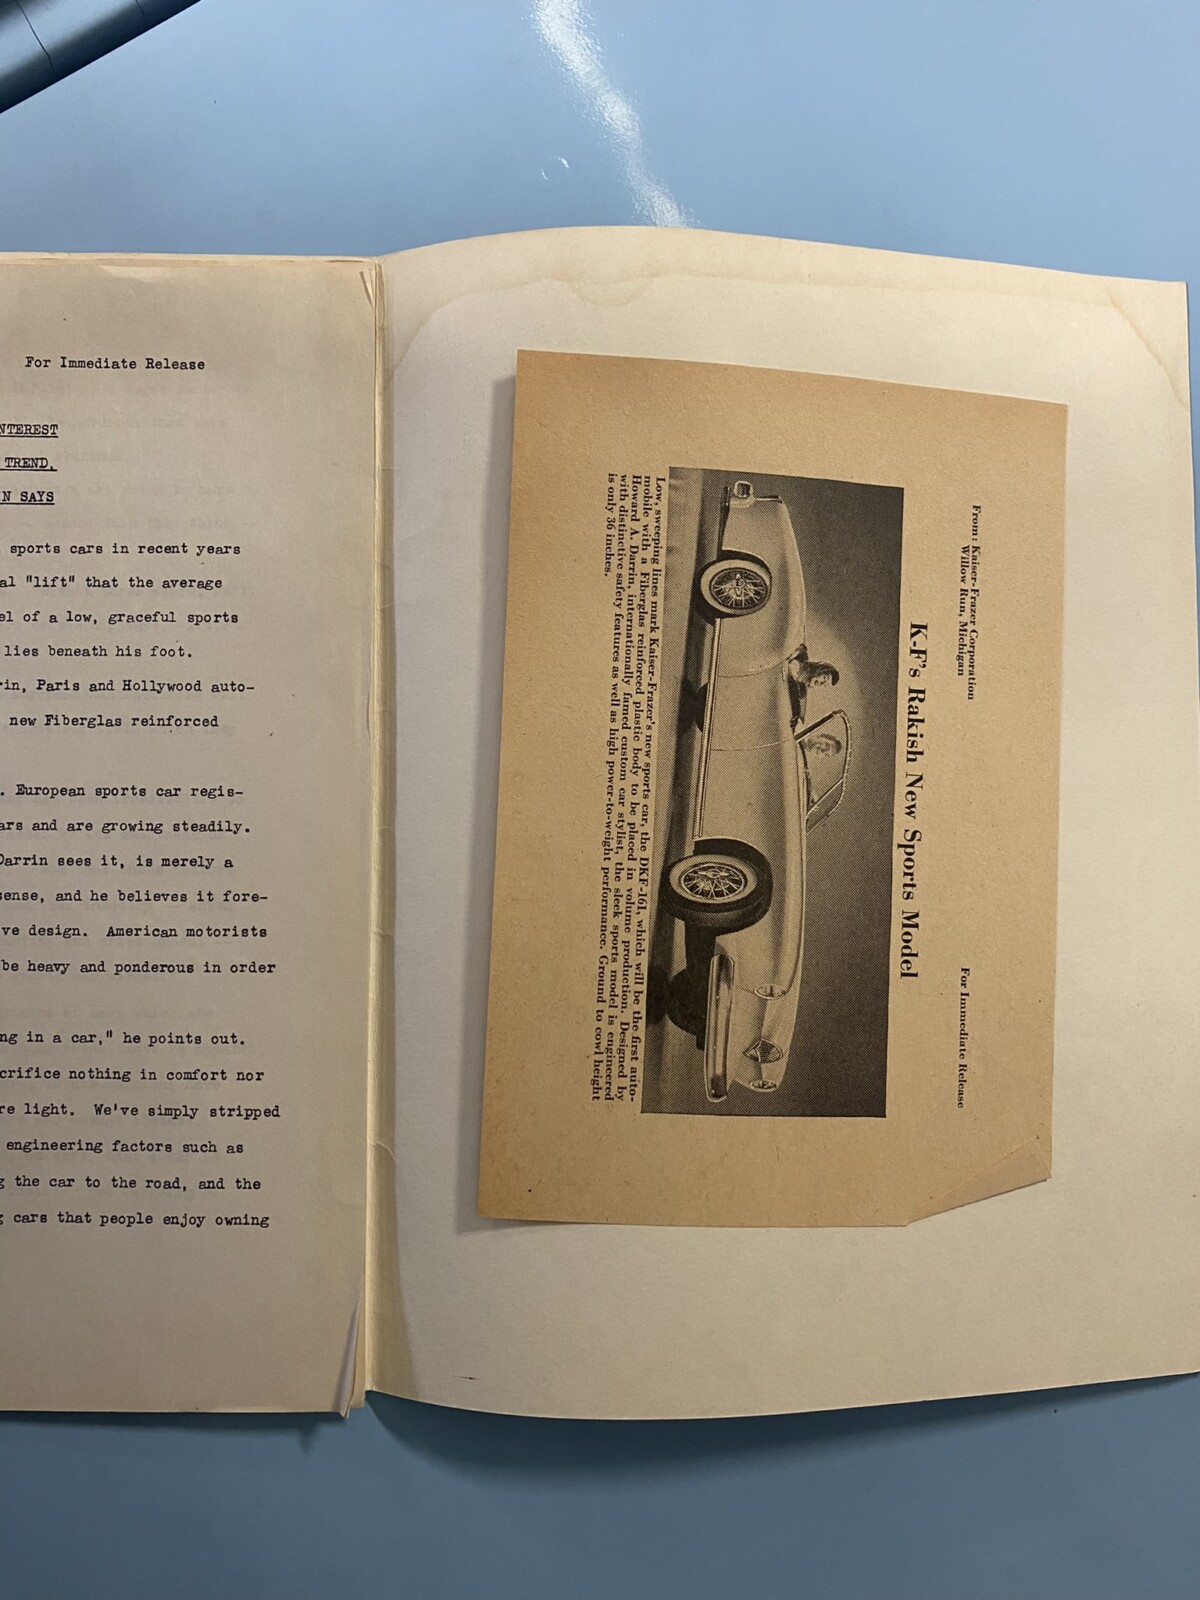 For Immediate Release
NTEREST
TREND,
N SAYS
sports cars in recent years
al "lift" that the average
el of a low, graceful sports
lies beneath his foot.
rin, Paris and Hollywood auto-
new Fiberglas reinforced
. European sports car regis-
ars and are growing steadily.
Darrin sees it, is merely a
sense, and he believes it fore-
ve design. American motorists
be heavy and ponderous in order
ng in a car," he points out.
crifice nothing in comfort nor
re light. We've simply stripped
engineering factors such as
g the car to the road, and the
g cars that people enjoy owning
From: Kaiser-Frazer Corporation
Willow Run, Michigan
For Immediate Release
K-F's Rakish New Sports Model
Low, sweeping lines mark Kaiser-Frazer's new sports car, the DKF-161, which will be the first auto-
mobile with a Fiberglas reinforced plastic body to be placed in volume production. Designed by
Howard A. Darrin, internationally famed custom car stylist, the sleek sports model is engineered
with distinctive safety features as well as high power-to-weight performance. Ground to cowl height
is only 36 inches.